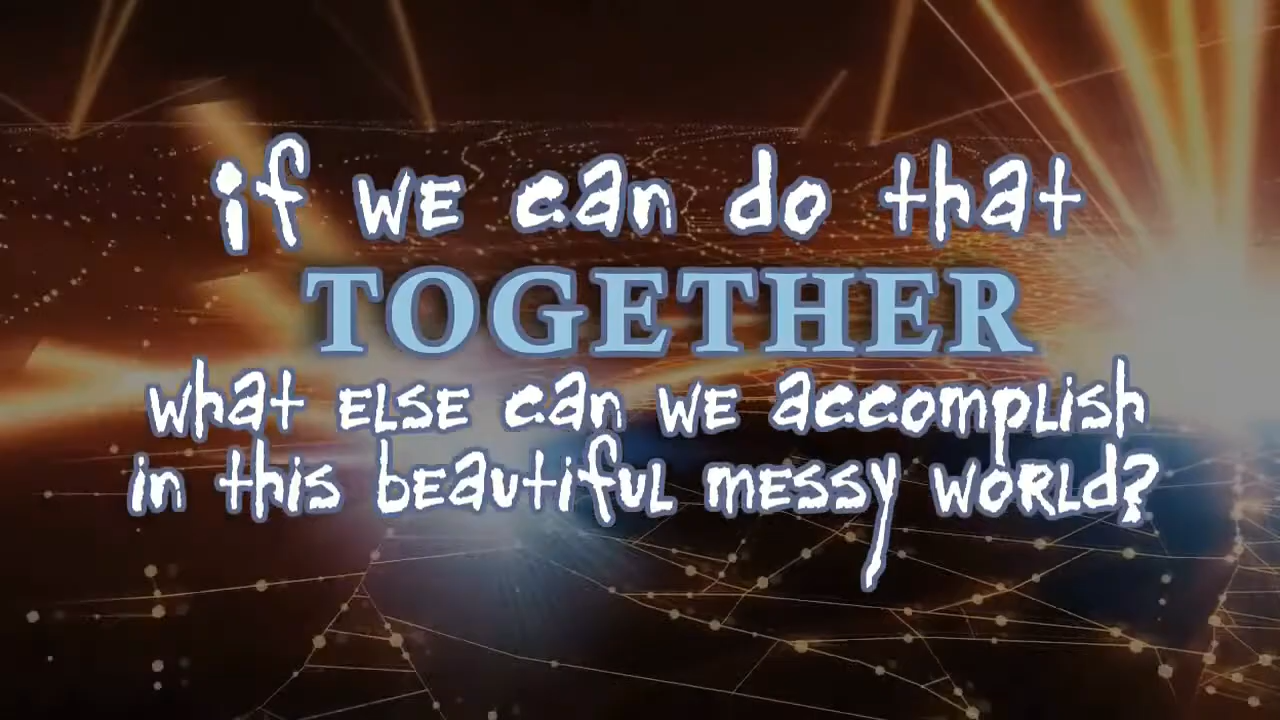 if we can do that
TOGETHER
what else can we accomplish
in this beautiful messy world?